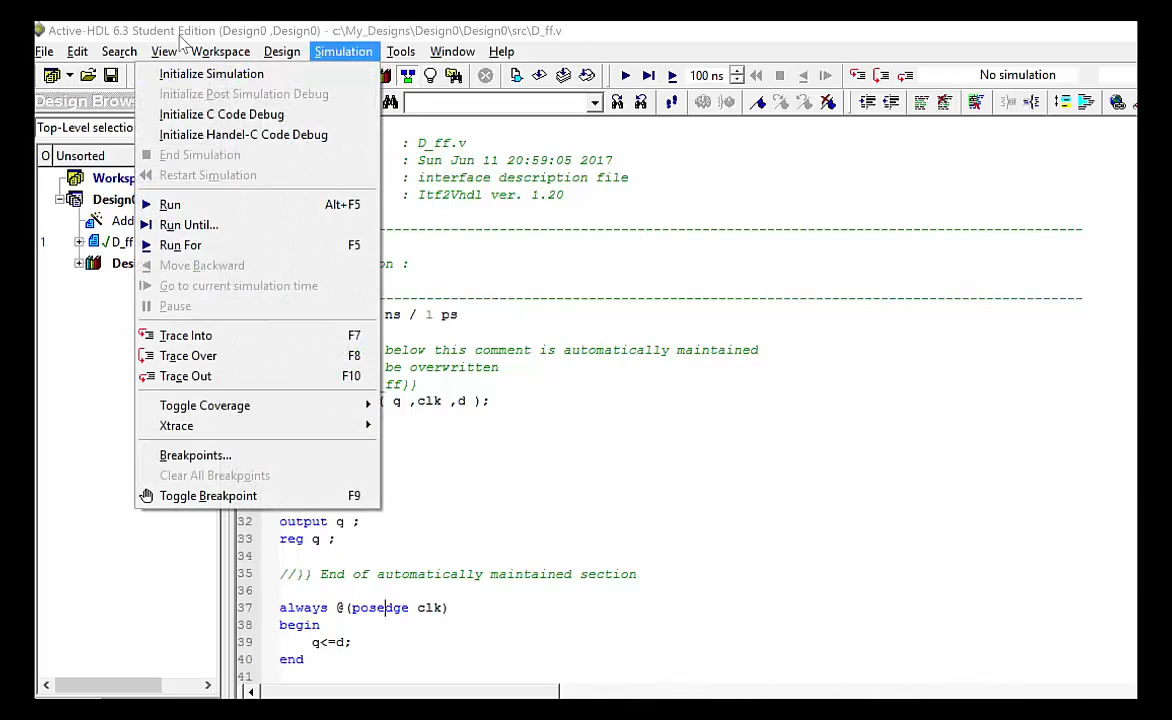 Active-HDL 6.3 Student Edition (Design0 ,Design0) - c:\My_Designs\Design0\Design0\src\D_ff.v
File Edit Search View Workspace Design Simulation Tools Window Help
100 ns No simulation
Design Brows
Top-Level selectio
O Unsorted
Worksp
Design0
Add
1 D_ff
Des
Initialize Simulation
Initialize Post Simulation Debug
Initialize C Code Debug
Initialize Handel-C Code Debug
End Simulation
Restart Simulation
Run Alt+F5
Run Until...
Run For F5
Move Backward
Go to current simulation time
Pause
Trace Into F7
Trace Over F8
Trace Out F10
Toggle Coverage
Xtrace
Breakpoints...
Clear All Breakpoints
Toggle Breakpoint F9
: D_ff.v
: Sun Jun 11 20:59:05 2017
: interface description file
: Itf2Vhdl ver. 1.20
---------------------------------------------------------------------------
on :
---------------------------------------------------------------------------
ns / 1 ps
below this comment is automatically maintained
be overwritten
ff}}
( q ,clk ,d );
32 output q ;
33 reg q ;
34
35 //}} End of automatically maintained section
36
37 always @(posedge clk)
38 begin
39 q<=d;
40 end
41